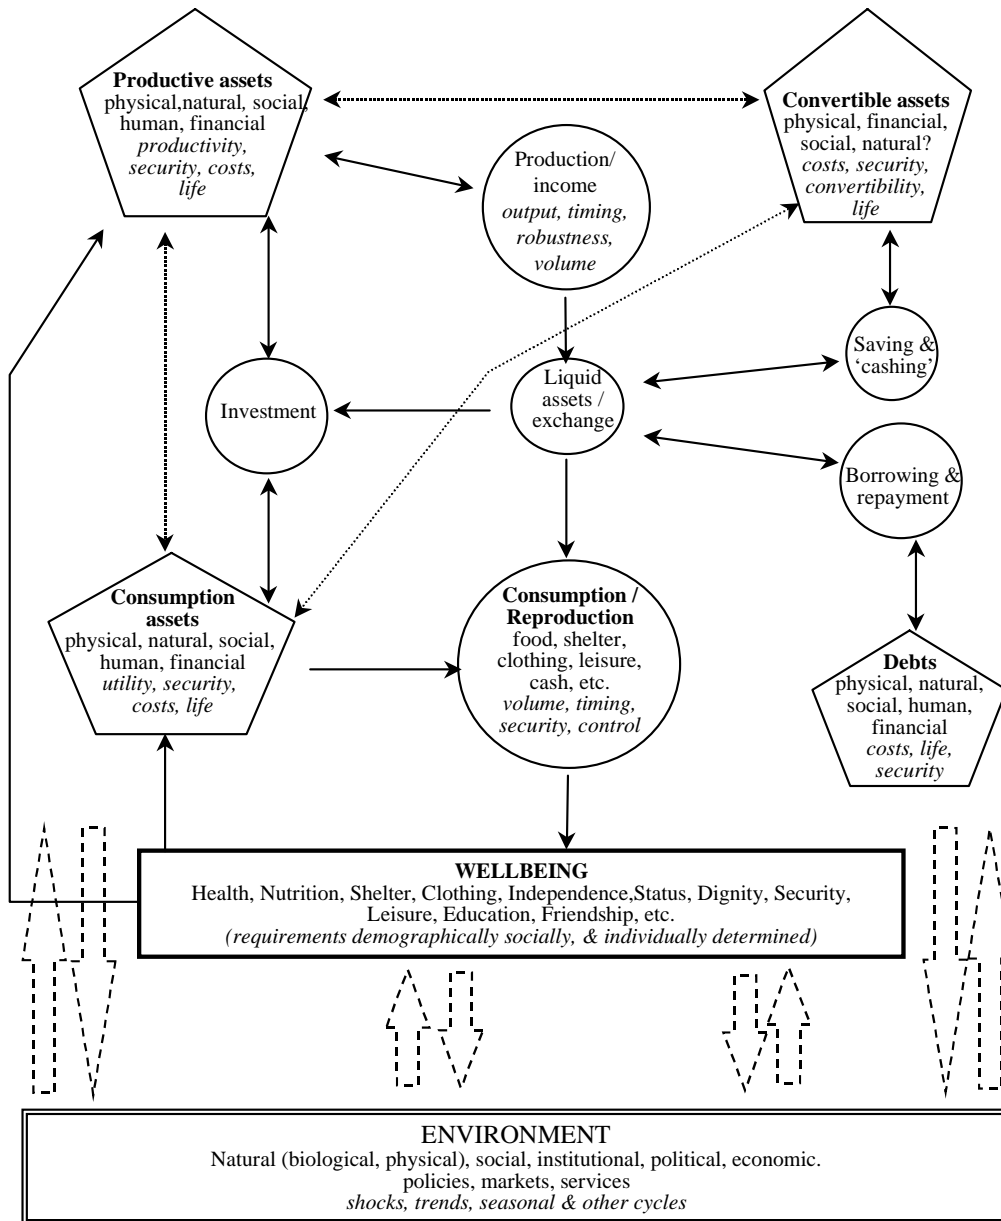 Productive assets
physical,natural, social,
human, financial
productivity,
security, costs,
life
Convertible assets
physical, financial,
social, natural?
costs, security,
convertibility,
life
Production/
income
output, timing,
robustness,
volume
Saving &
‘cashing’
Investment
Liquid
assets /
exchange
Borrowing &
repayment
Consumption
assets
physical, natural, social,
human, financial
utility, security,
costs, life
Consumption /
Reproduction
food, shelter,
clothing, leisure,
cash, etc.
volume, timing,
security, control
Debts
physical, natural,
social, human,
financial
costs, life,
security
WELLBEING
Health, Nutrition, Shelter, Clothing, Independence,Status, Dignity, Security,
Leisure, Education, Friendship, etc.
(requirements demographically socially, & individually determined)
ENVIRONMENT
Natural (biological, physical), social, institutional, political, economic.
policies, markets, services
shocks, trends, seasonal & other cycles